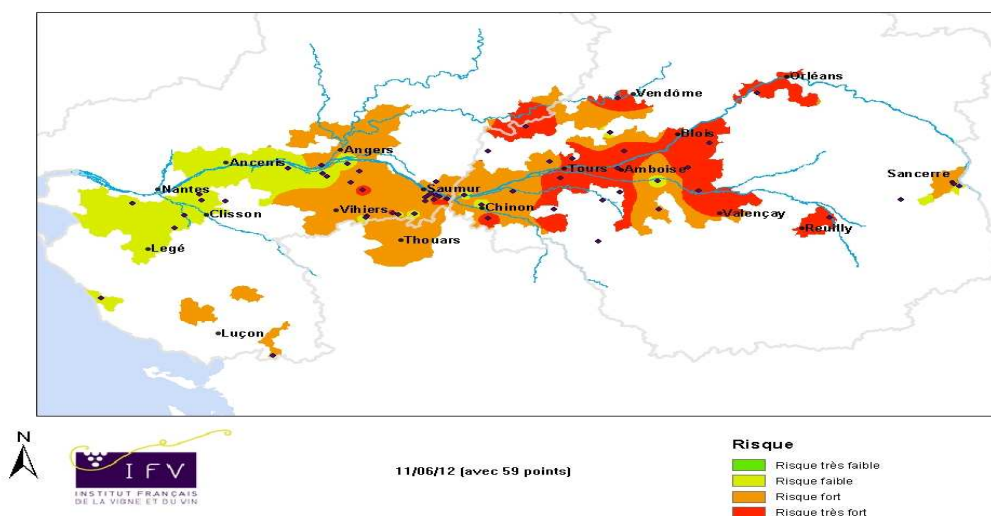 Orléans
Vendôme
Blois
Angers
Ancenis
Tours
Amboise
Sancerre
Nantes
Saumur
Clisson
Vihiers
Chinon
Valençay
Reuilly
Thouars
Legé
Luçon
N
IFV
INSTITUT FRANÇAIS
DE LA VIGNE ET DU VIN
11/06/12 (avec 59 points)
Risque
Risque très faible
Risque faible
Risque fort
Risque très fort